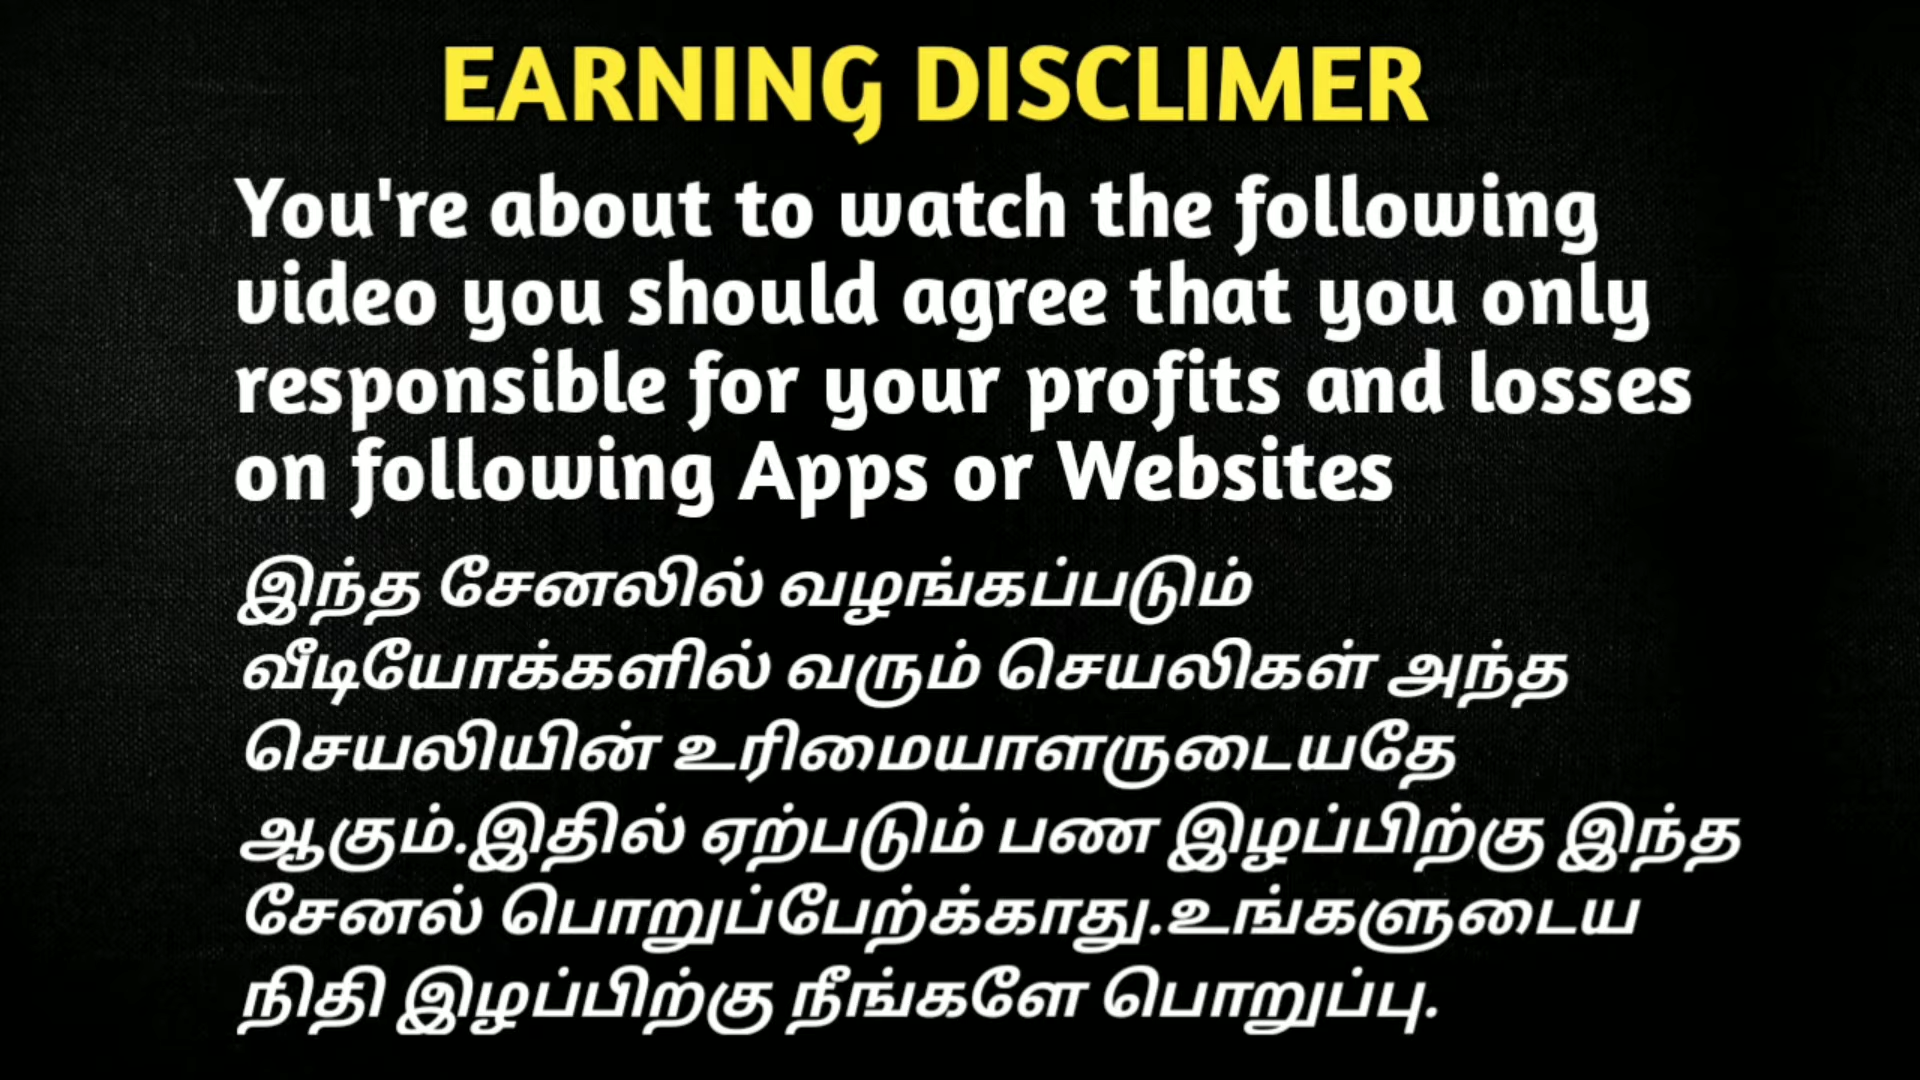 EARNING DISCLIMER
You're about to watch the following
video you should agree that you only
responsible for your profits and losses
on following Apps or Websites
இந்த சேனலில் வழங்கப்படும்
வீடியோக்களில் வரும் செயலிகள் அந்த
செயலியின் உரிமையாளருடையதே
ஆகும்.இதில் ஏற்படும் பண இழப்பிற்கு இந்த
சேனல் பொறுப்பேற்க்காது.உங்களுடைய
நிதி இழப்பிற்கு நீங்களே பொறுப்பு.